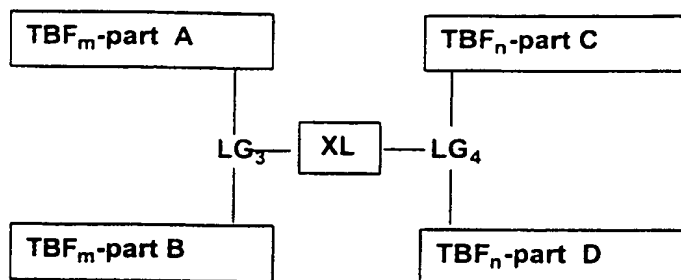 TBFm-part A TBFn-part C
LG3 XL LG4
TBFm-part B TBFn-part D